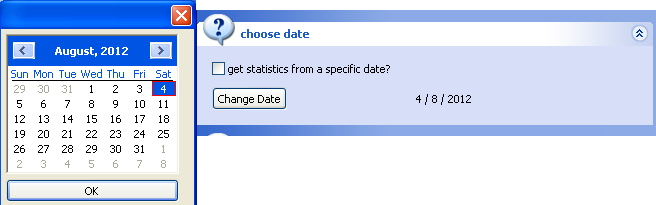 August, 2012
Sun Mon Tue Wed Thu Fri Sat
29 30 31 1 2 3 4
5 6 7 8 9 10 11
12 13 14 15 16 17 18
19 20 21 22 23 24 25
26 27 28 29 30 31 1
2 3 4 5 6 7 8
OK
choose date
get statistics from a specific date?
Change Date
4 / 8 / 2012